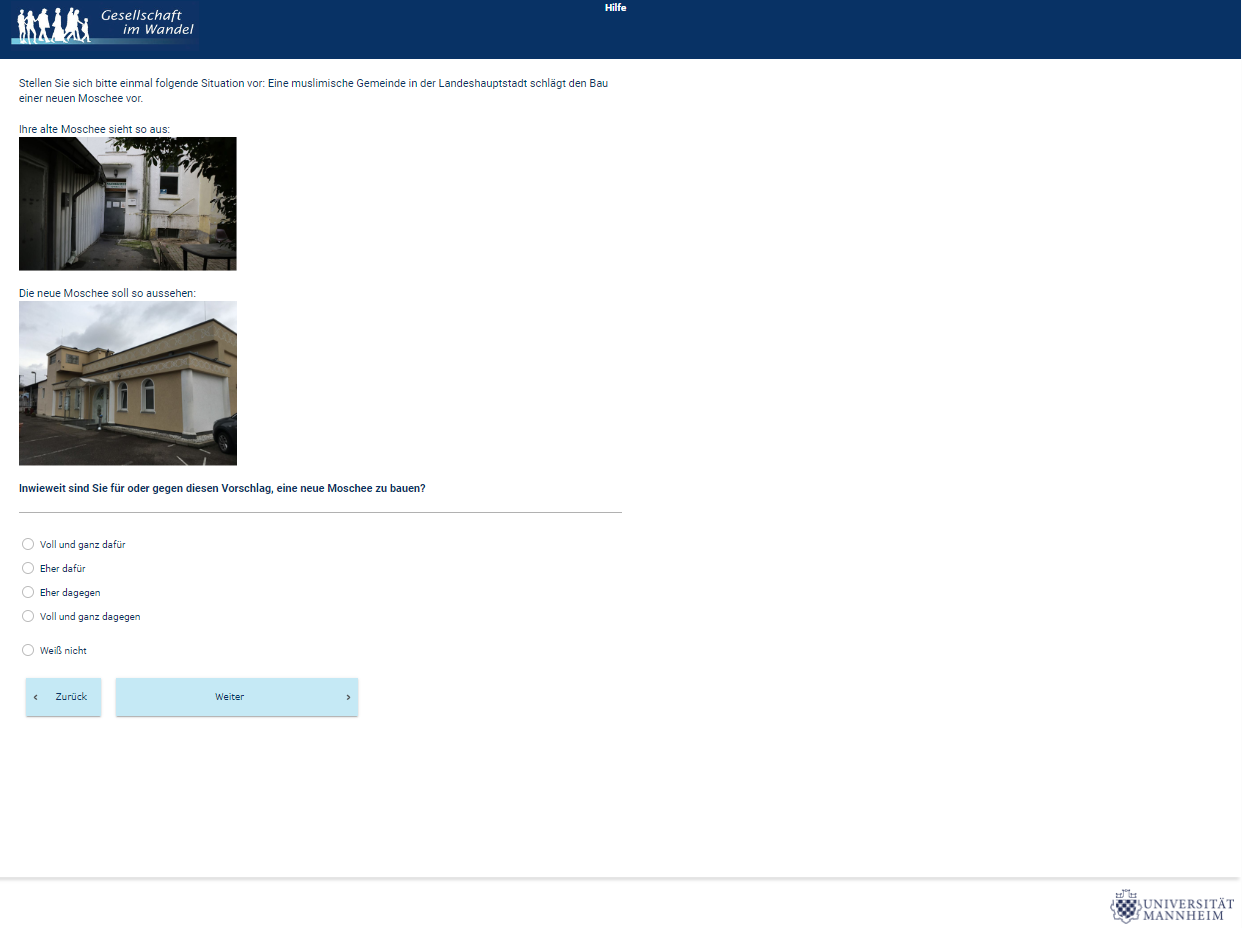 Gesellschaft
im Wandel
Hilfe
Stellen Sie sich bitte einmal folgende Situation vor: Eine muslimische Gemeinde in der Landeshauptstadt schlägt den Bau
einer neuen Moschee vor.
Ihre alte Moschee sieht so aus:
Die neue Moschee soll so aussehen:
Inwieweit sind Sie für oder gegen diesen Vorschlag, eine neue Moschee zu bauen?
Voll und ganz dafür
Eher dafür
Eher dagegen
Voll und ganz dagegen
Weiß nicht
‹ Zurück
Weiter ›
UNIVERSITÄT
MANNHEIM